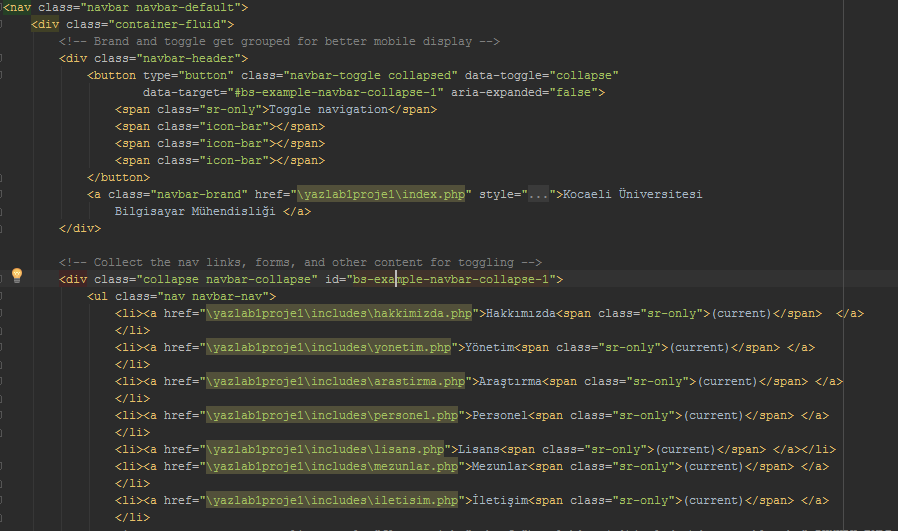 <nav class="navbar navbar-default">
<div class="container-fluid">
<!-- Brand and toggle get grouped for better mobile display -->
<div class="navbar-header">
<button type="button" class="navbar-toggle collapsed" data-toggle="collapse"
data-target="#bs-example-navbar-collapse-1" aria-expanded="false">
<span class="sr-only">Toggle navigation</span>
<span class="icon-bar"></span>
<span class="icon-bar"></span>
<span class="icon-bar"></span>
</button>
<a class="navbar-brand" href="\yazlab1proje1\index.php" style="...">Kocaeli Üniversitesi
Bilgisayar Mühendisliği </a>
</div>
<!-- Collect the nav links, forms, and other content for toggling -->
<div class="collapse navbar-collapse" id="bs-example-navbar-collapse-1">
<ul class="nav navbar-nav">
<li><a href="\yazlab1proje1\includes\hakkimizda.php">Hakkımızda<span class="sr-only">(current)</span>  </a>
</li>
<li><a href="\yazlab1proje1\includes\yonetim.php">Yönetim<span class="sr-only">(current)</span> </a>
</li>
<li><a href="\yazlab1proje1\includes\arastirma.php">Araştırma<span class="sr-only">(current)</span> </a>
</li>
<li><a href="\yazlab1proje1\includes\personel.php">Personel<span class="sr-only">(current)</span> </a>
</li>
<li><a href="\yazlab1proje1\includes\lisans.php">Lisans<span class="sr-only">(current)</span> </a></li>
<li><a href="\yazlab1proje1\includes\mezunlar.php">Mezunlar<span class="sr-only">(current)</span> </a>
</li>
<li><a href="\yazlab1proje1\includes\iletisim.php">İletişim<span class="sr-only">(current)</span> </a>
</li>